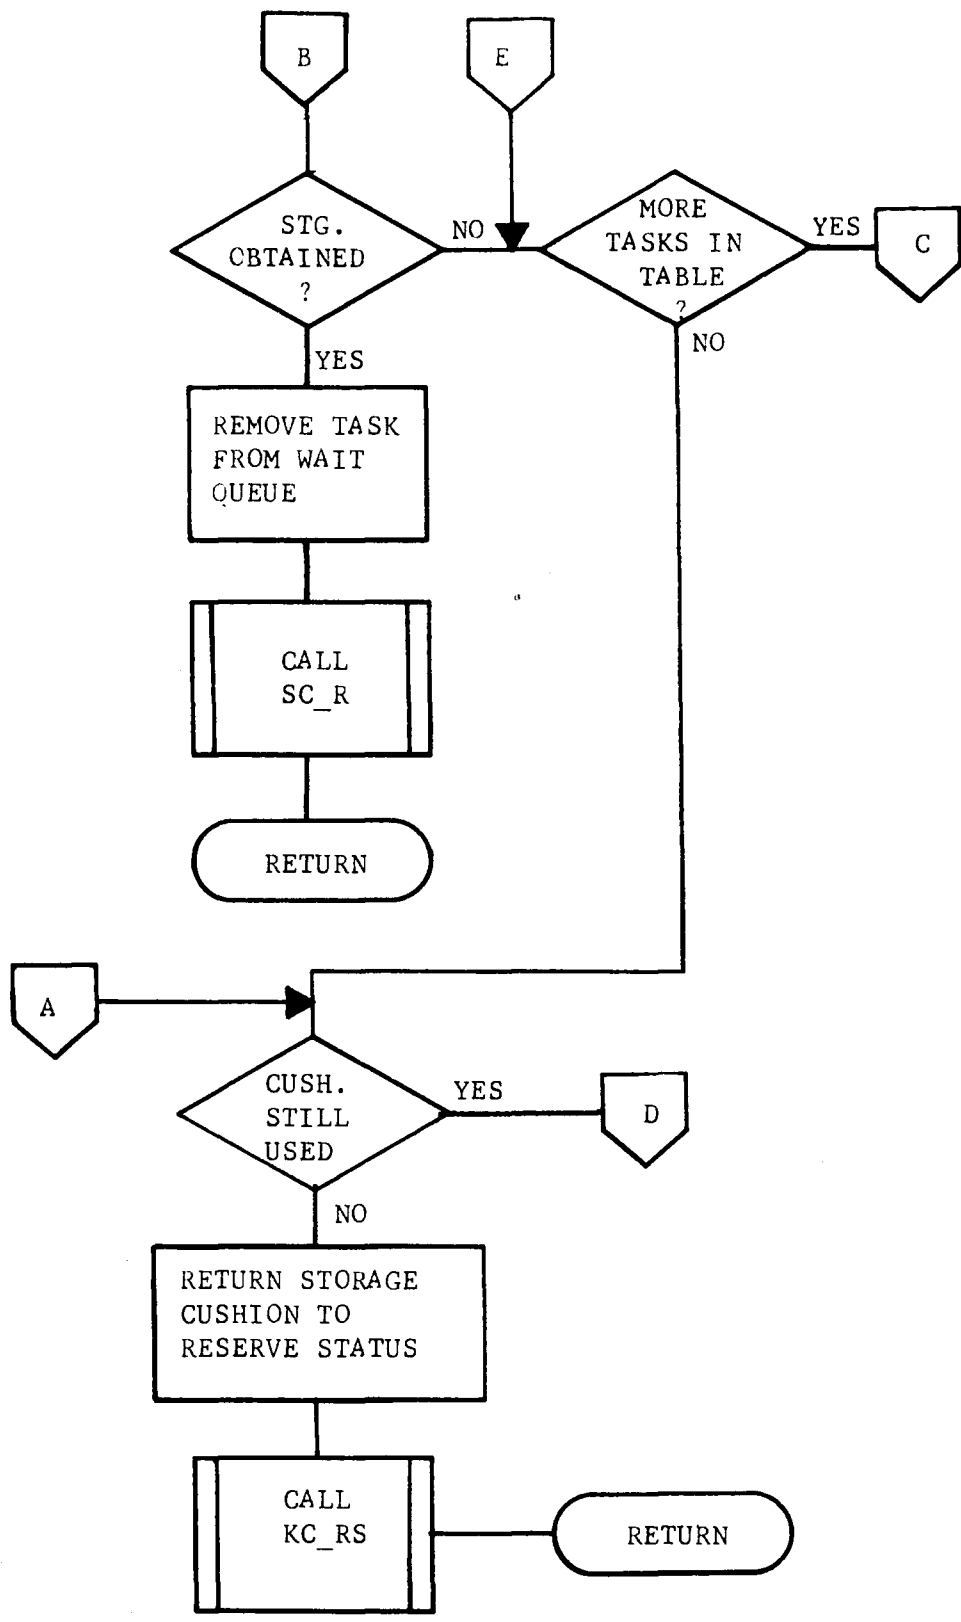 B
E
STG.
OBTAINED
?
NO
MORE
TASKS IN
TABLE
?
YES
C
YES
NO
REMOVE TASK
FROM WAIT
QUEUE
CALL
SC_R
RETURN
A
CUSH.
STILL
USED
YES
D
NO
RETURN STORAGE
CUSHION TO
RESERVE STATUS
CALL
KC_RS
RETURN